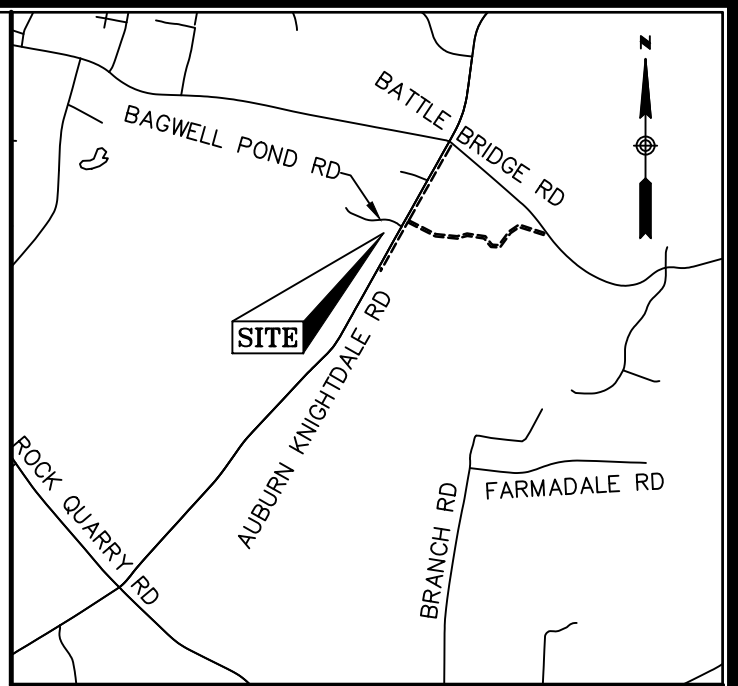 N
BATTLE BRIDGE RD
BAGWELL POND RD
SITE
AUBURN KNIGHTDALE RD
ROCK QUARRY RD
FARMADALE RD
BRANCH RD